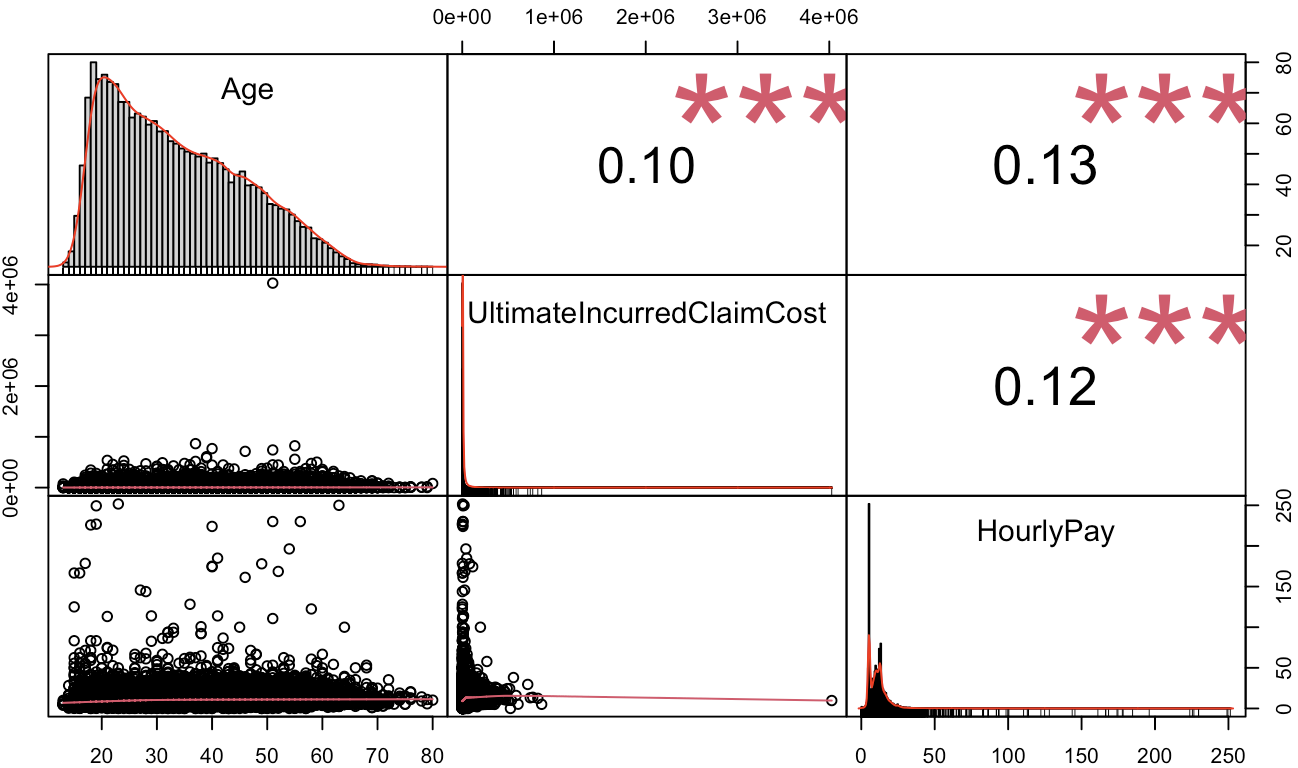 0e+00 1e+06 2e+06 3e+06 4e+06
Age
***
0.10
***
0.13
20 40 60 80
UltimateIncurredClaimCost
***
0.12
0e+00 2e+06 4e+06
HourlyPay
0 50 150 250
20 30 40 50 60 70 80
0 50 100 150 200 250